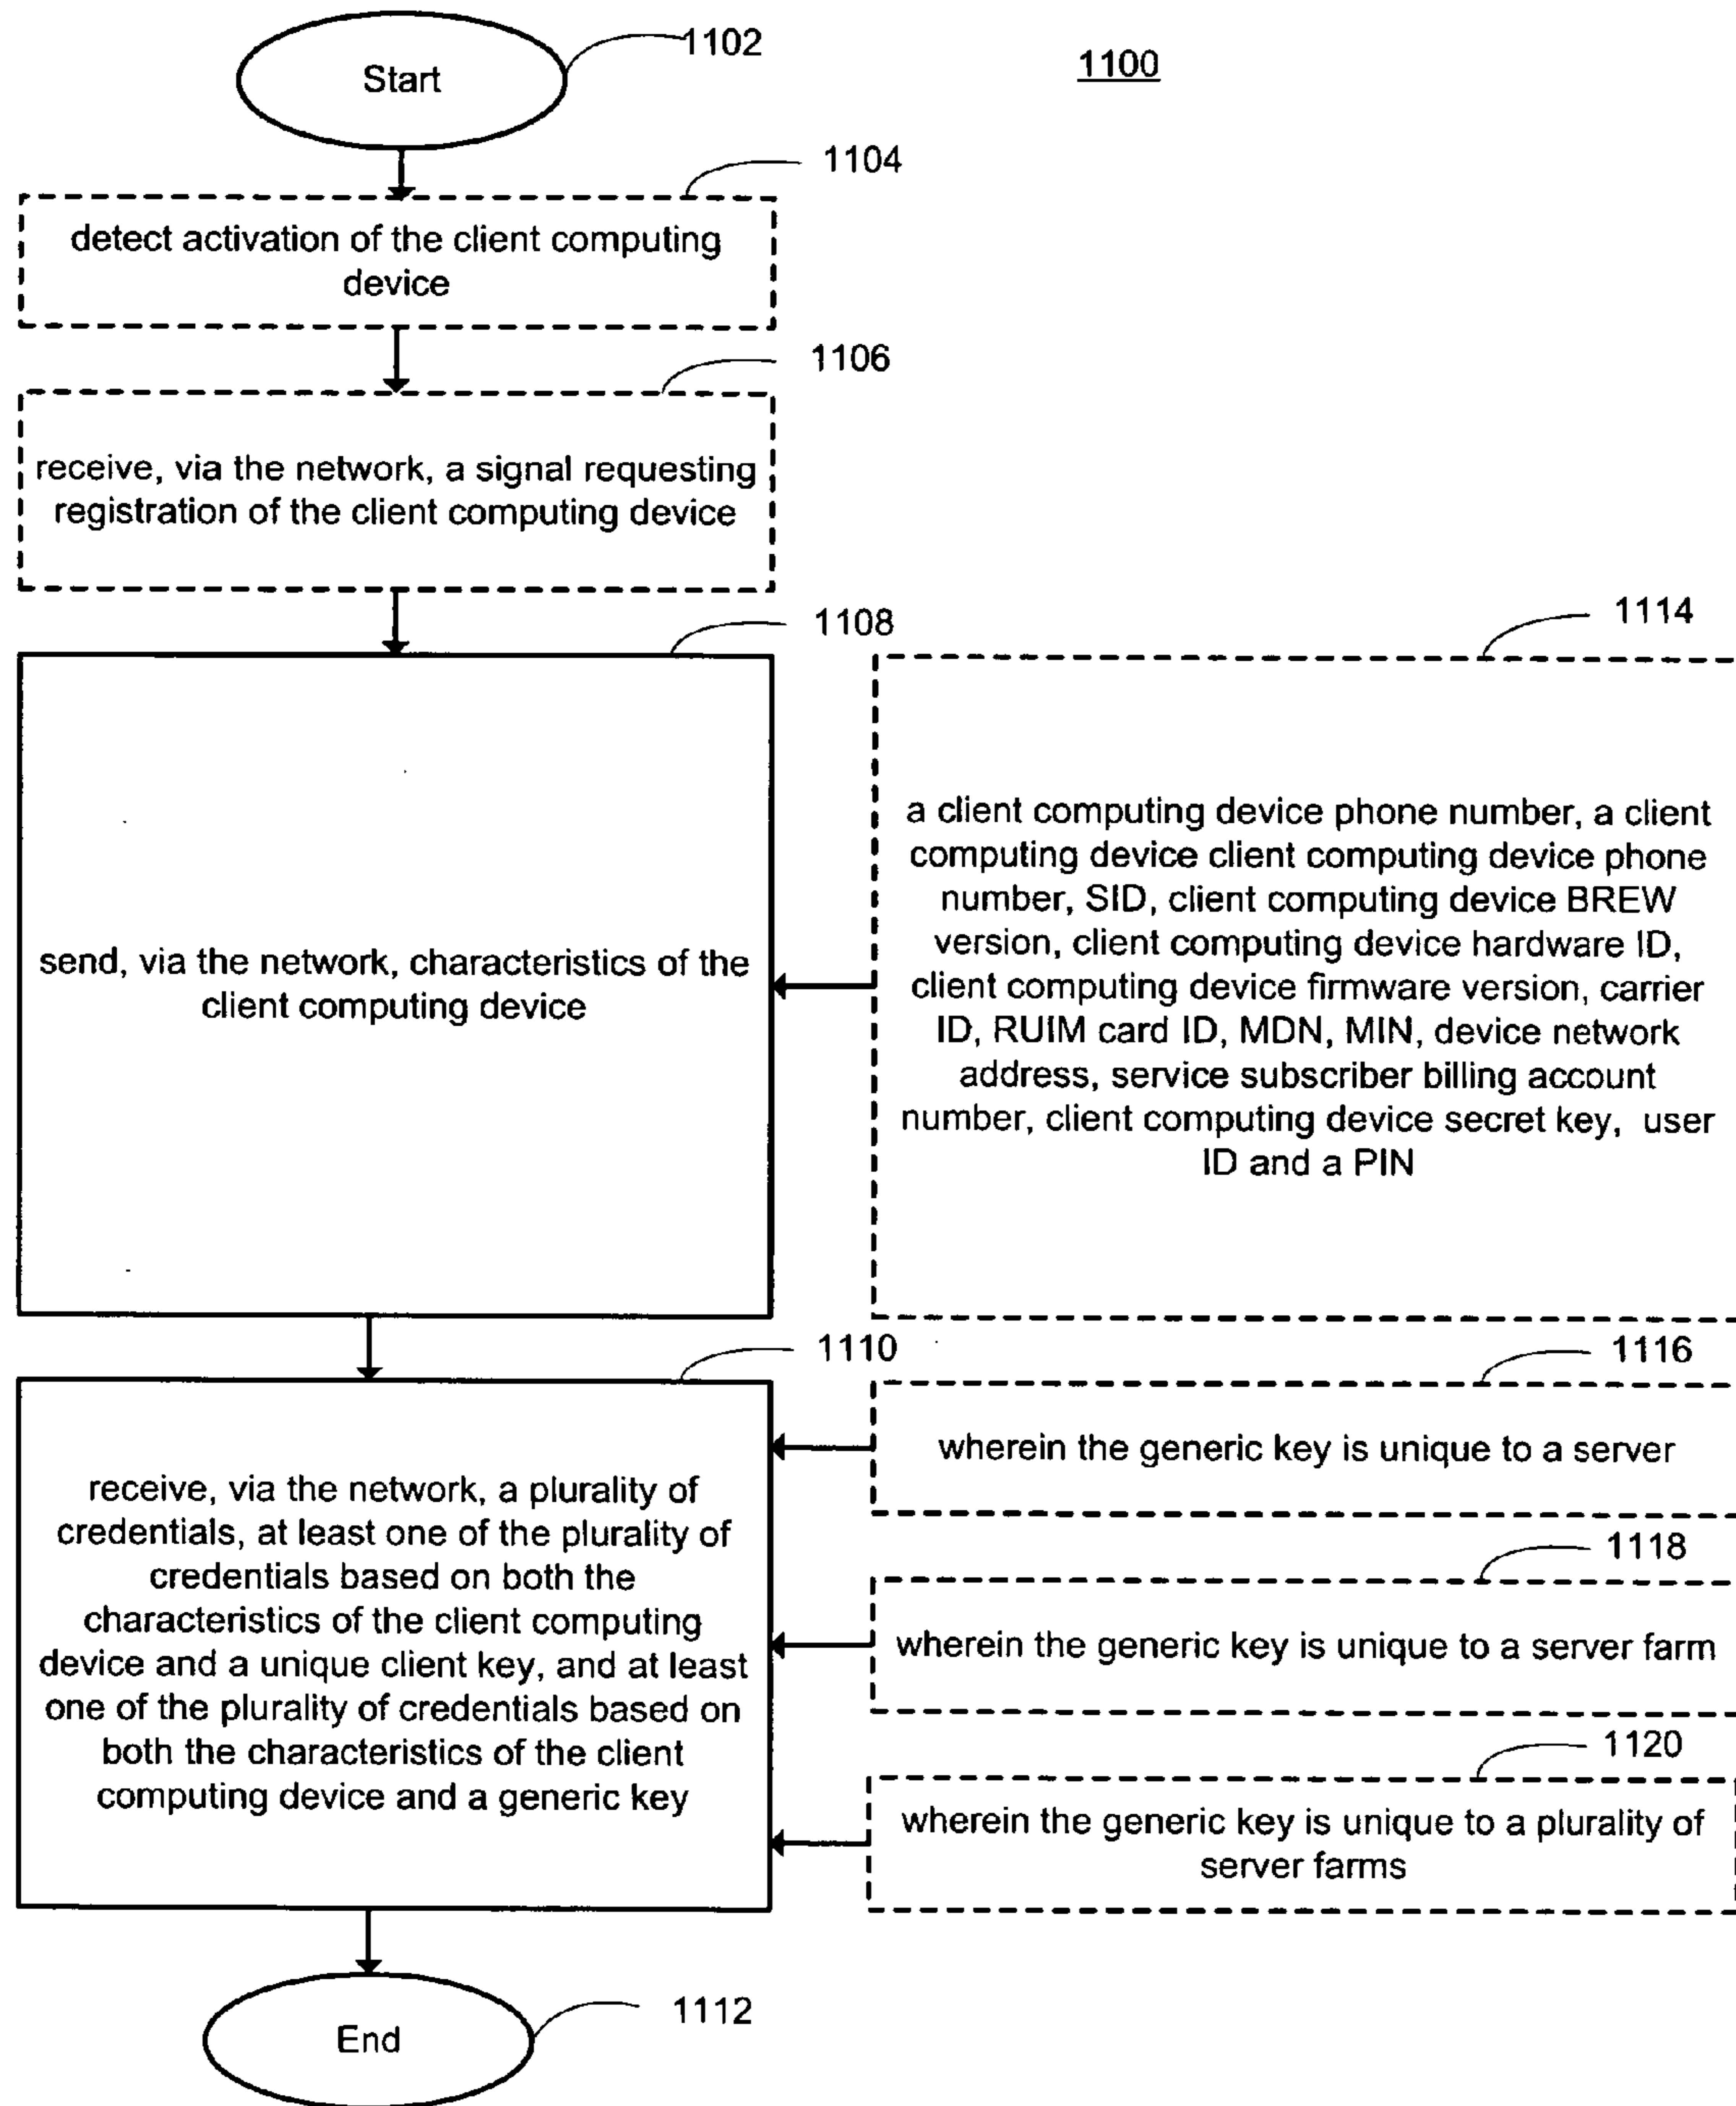 1102
1100
Start
1104
detect activation of the client computing
device
1106
receive, via the network, a signal requesting
registration of the client computing device
1108
send, via the network, characteristics of the
client computing device
1114
a client computing device phone number, a client
computing device client computing device phone
number, SID, client computing device BREW
version, client computing device hardware ID,
client computing device firmware version, carrier
ID, RUIM card ID, MDN, MIN, device network
address, service subscriber billing account
number, client computing device secret key, user
ID and a PIN
1110
receive, via the network, a plurality of
credentials, at least one of the plurality of
credentials based on both the
characteristics of the client computing
device and a unique client key, and at least
one of the plurality of credentials based on
both the characteristics of the client
computing device and a generic key
1116
wherein the generic key is unique to a server
1118
wherein the generic key is unique to a server farm
1120
wherein the generic key is unique to a plurality of
server farms
End
1112